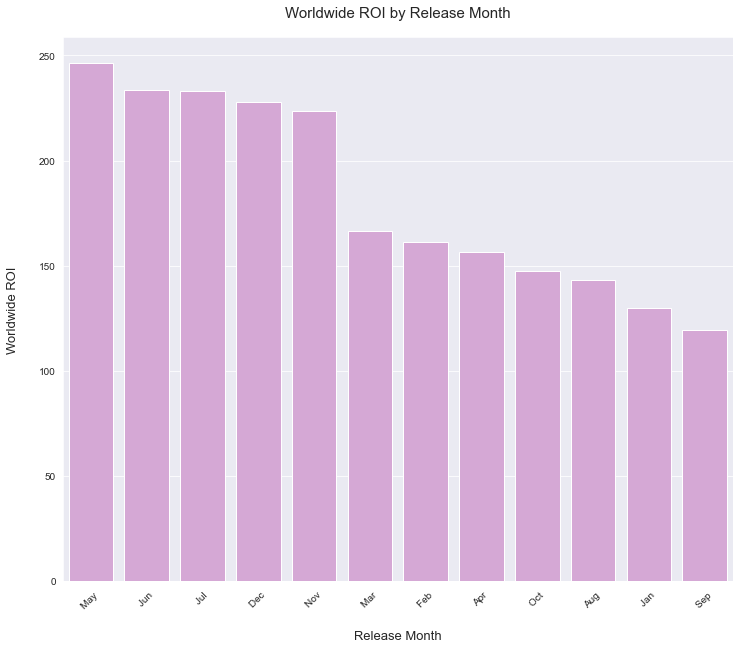 Worldwide ROI by Release Month
250
200
150
100
50
0
Worldwide ROI
May
Jun
Jul
Dec
Nov
Mar
Feb
Apr
Oct
Aug
Jan
Sep
Release Month